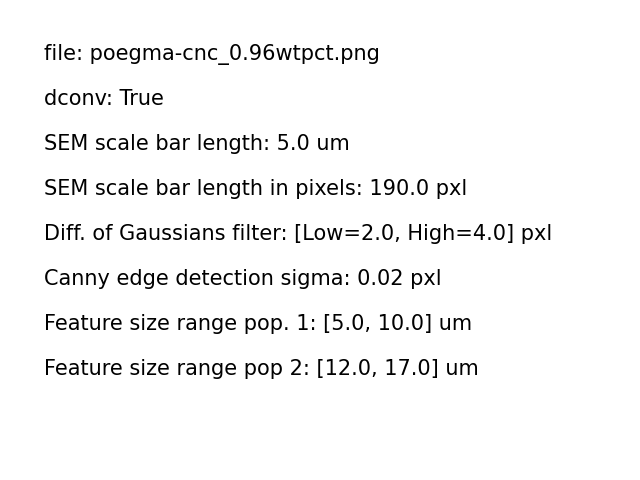 file: poegma-cnc_0.96wtpct.png
dconv: True
SEM scale bar length: 5.0 um
SEM scale bar length in pixels: 190.0 pxl
Diff. of Gaussians filter: [Low=2.0, High=4.0] pxl
Canny edge detection sigma: 0.02 pxl
Feature size range pop. 1: [5.0, 10.0] um
Feature size range pop 2: [12.0, 17.0] um